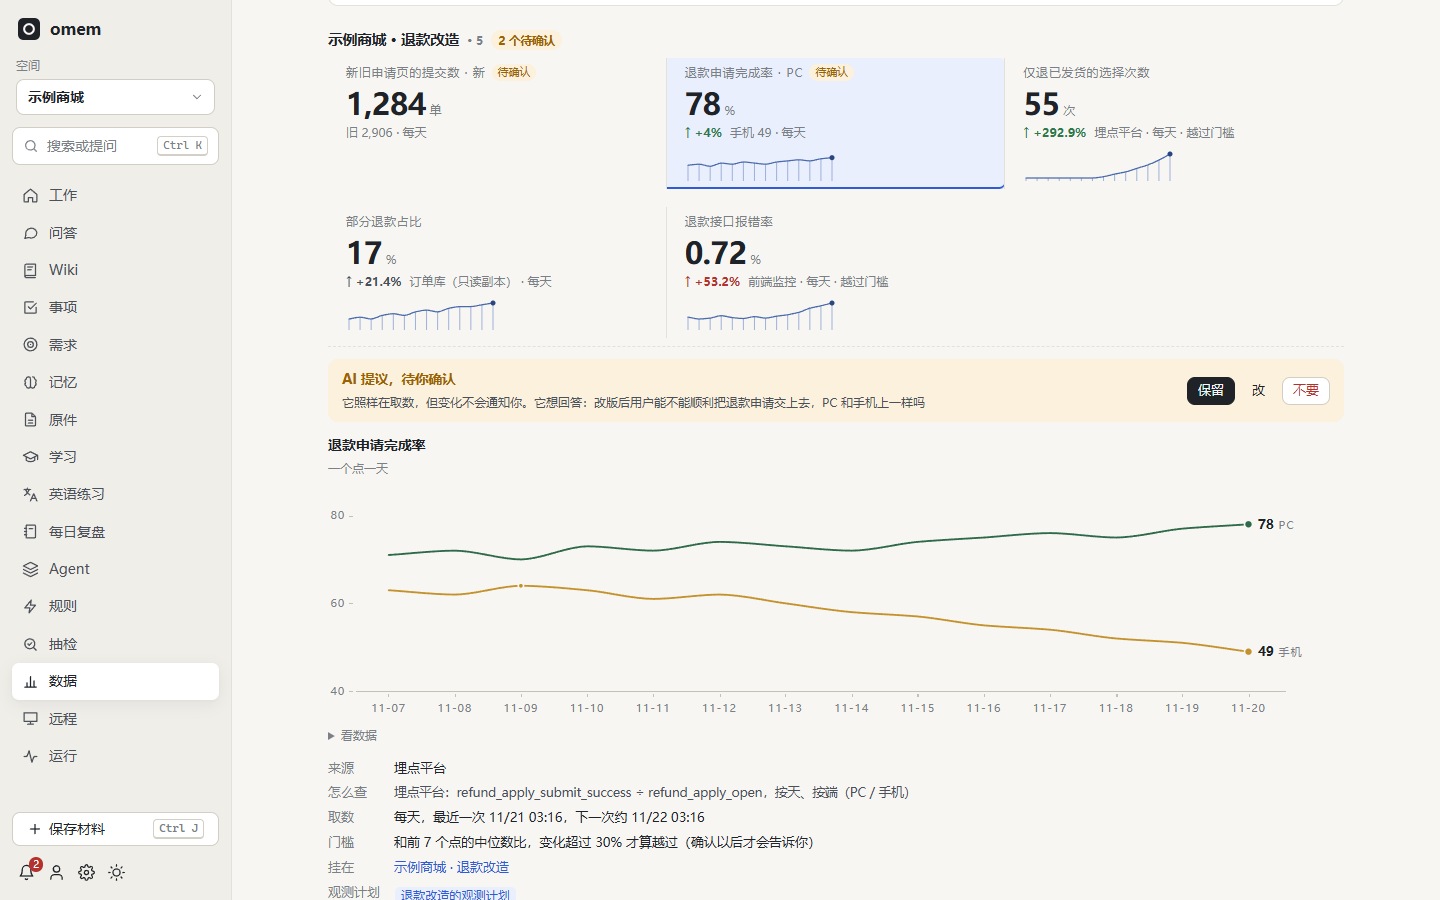 omem
空间
示例商城
搜索或提问 Ctrl K
工作
问答
Wiki
事项
需求
记忆
原件
学习
英语练习
每日复盘
Agent
规则
抽检
数据
远程
运行
保存材料 Ctrl J
2
示例商城 • 退款改造 • 5 2 个待确认
新旧申请页的提交数 · 新 待确认
1,284 单
旧 2,906 · 每天
退款申请完成率 · PC 待确认
78 %
↑ +4% 手机 49 · 每天
仅退已发货的选择次数
55 次
↑ +292.9% 埋点平台 · 每天 · 越过门槛
部分退款占比
17 %
↑ +21.4% 订单库（只读副本） · 每天
退款接口报错率
0.72 %
↑ +53.2% 前端监控 · 每天 · 越过门槛
AI 提议，待你确认
它照样在取数，但变化不会通知你。它想回答：改版后用户能不能顺利把退款申请交上去，PC 和手机上一样吗
保留 改 不要
退款申请完成率
一个点一天
80
60
40
78 PC
49 手机
11-07 11-08 11-09 11-10 11-11 11-12 11-13 11-14 11-15 11-16 11-17 11-18 11-19 11-20
看数据
来源 埋点平台
怎么查 埋点平台：refund_apply_submit_success ÷ refund_apply_open，按天、按端（PC / 手机）
取数 每天，最近一次 11/21 03:16，下一次约 11/22 03:16
门槛 和前 7 个点的中位数比，变化超过 30% 才算越过（确认以后才会告诉你）
挂在 示例商城 · 退款改造
观测计划 退款改造的观测计划